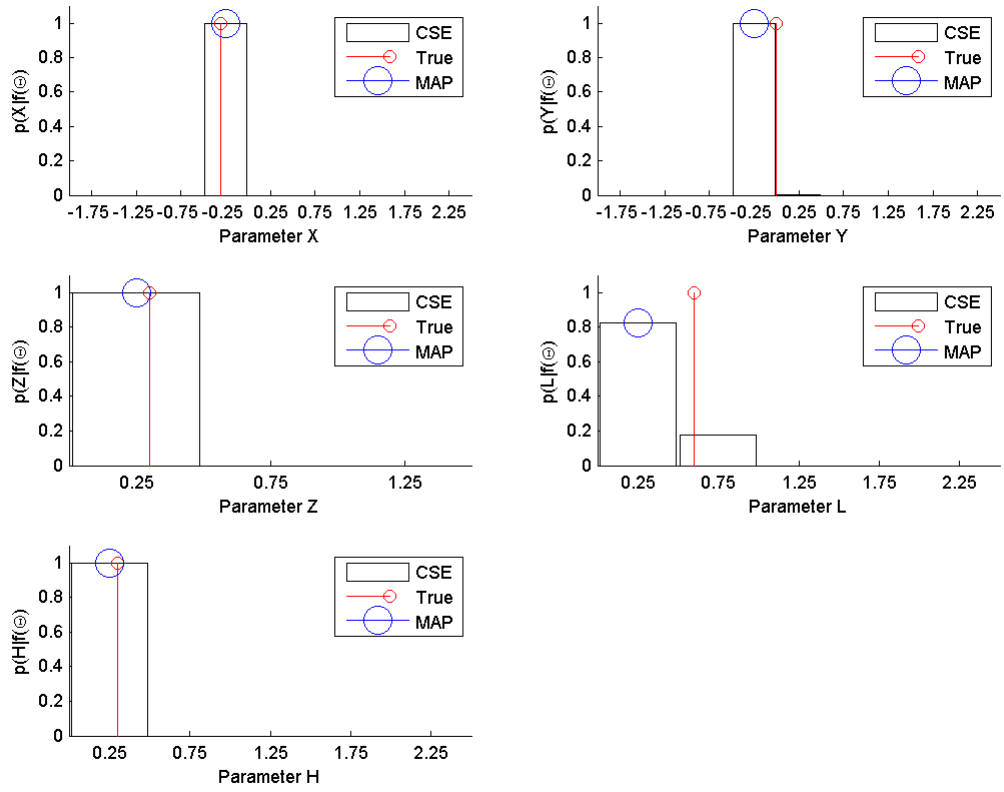 p(X|f(Θ)
1
0.8
0.6
0.4
0.2
0
CSE
True
MAP
-1.75 -1.25 -0.75 -0.25 0.25 0.75 1.25 1.75 2.25
Parameter X
p(Y|f(Θ)
1
0.8
0.6
0.4
0.2
0
CSE
True
MAP
-1.75 -1.25 -0.75 -0.25 0.25 0.75 1.25 1.75 2.25
Parameter Y
p(Z|f(Θ)
1
0.8
0.6
0.4
0.2
0
CSE
True
MAP
0.25 0.75 1.25
Parameter Z
p(L|f(Θ)
1
0.8
0.6
0.4
0.2
0
CSE
True
MAP
0.25 0.75 1.25 1.75 2.25
Parameter L
p(H|f(Θ)
1
0.8
0.6
0.4
0.2
0
CSE
True
MAP
0.25 0.75 1.25 1.75 2.25
Parameter H